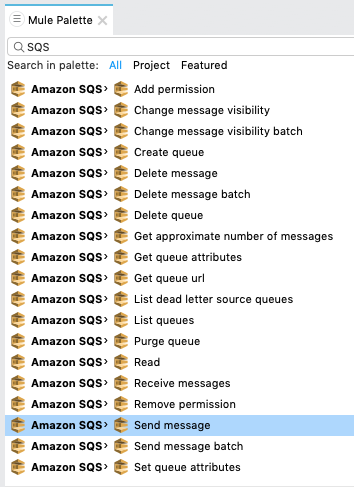 Mule Palette
SQS
Search in palette: All Project Featured
Amazon SQS› Add permission
Amazon SQS› Change message visibility
Amazon SQS› Change message visibility batch
Amazon SQS› Create queue
Amazon SQS› Delete message
Amazon SQS› Delete message batch
Amazon SQS› Delete queue
Amazon SQS› Get approximate number of messages
Amazon SQS› Get queue attributes
Amazon SQS› Get queue url
Amazon SQS› List dead letter source queues
Amazon SQS› List queues
Amazon SQS› Purge queue
Amazon SQS› Read
Amazon SQS› Receive messages
Amazon SQS› Remove permission
Amazon SQS› Send message
Amazon SQS› Send message batch
Amazon SQS› Set queue attributes